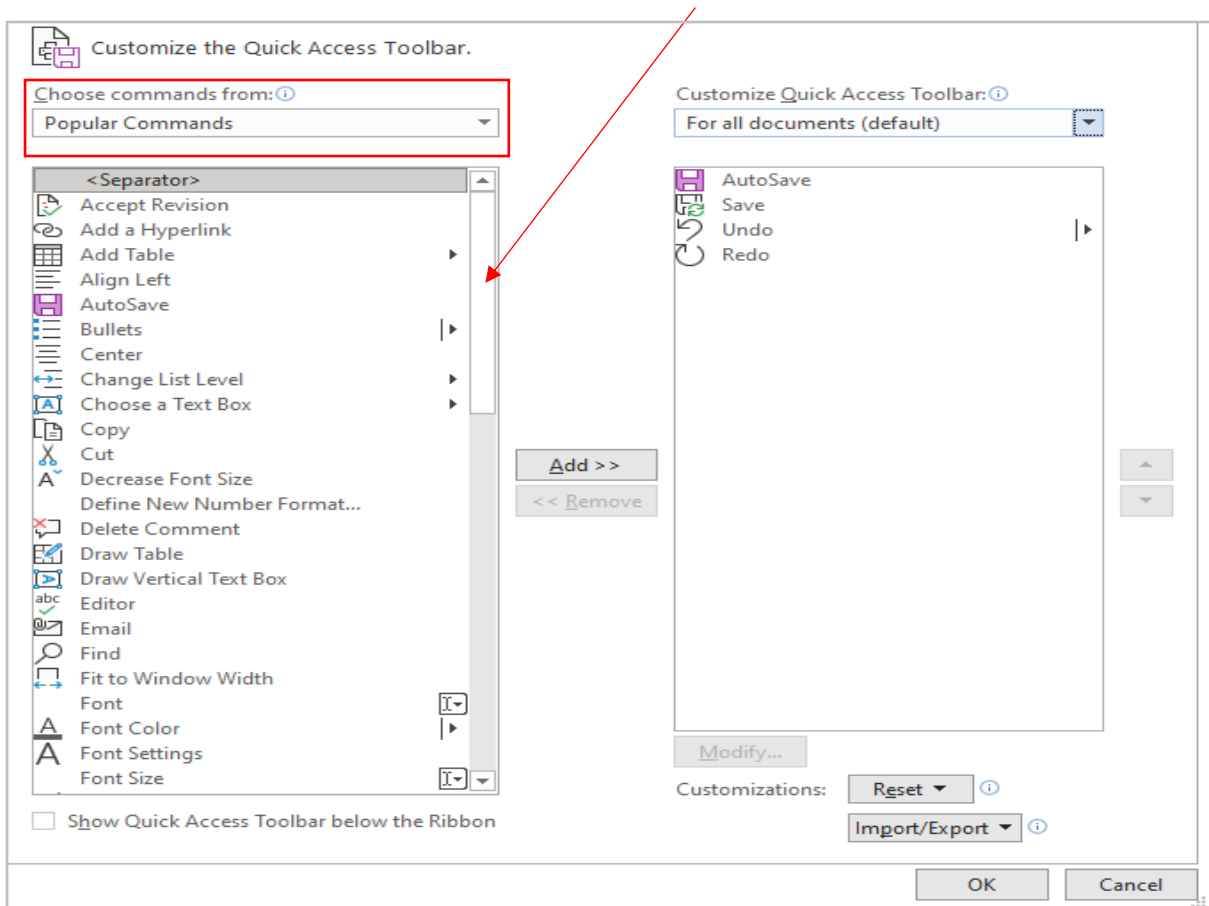 Customize the Quick Access Toolbar.
Choose commands from:
Popular Commands
<Separator>
Accept Revision
Add a Hyperlink
Add Table
Align Left
AutoSave
Bullets
Center
Change List Level
Choose a Text Box
Copy
Cut
Decrease Font Size
Define New Number Format...
Delete Comment
Draw Table
Draw Vertical Text Box
Editor
Email
Find
Fit to Window Width
Font
Font Color
Font Settings
Font Size
Show Quick Access Toolbar below the Ribbon
Add >>
<< Remove
Customize Quick Access Toolbar:
For all documents (default)
AutoSave
Save
Undo
Redo
Modify...
Customizations: Reset
Import/Export
OK Cancel